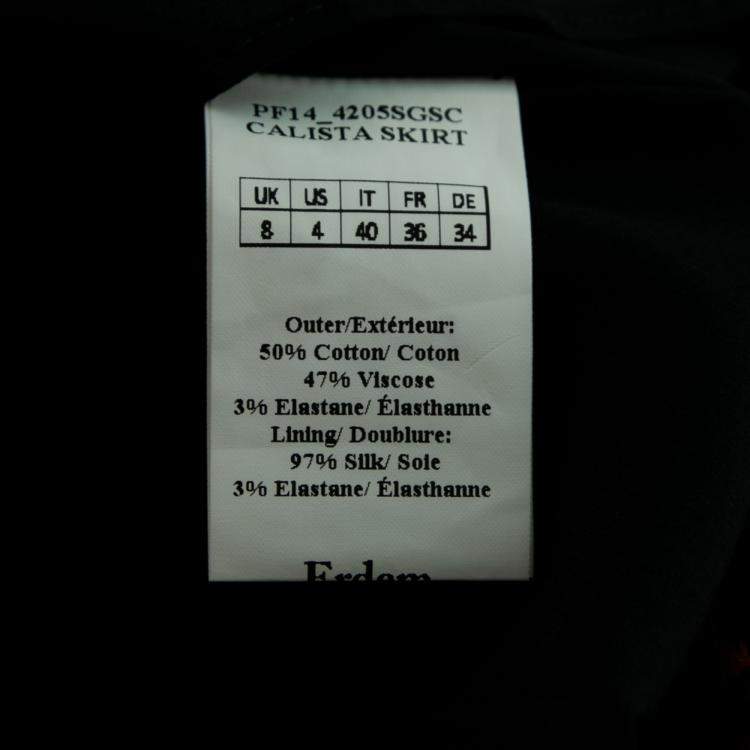 PF14_4205SGSC
CALISTA SKIRT
UK US IT FR DE
8 4 40 36 34
Outer/Extérieur:
50% Cotton/ Coton
47% Viscose
3% Elastane/ Élasthanne
Lining/ Doublure:
97% Silk/ Soie
3% Elastane/ Élasthanne
Erdem